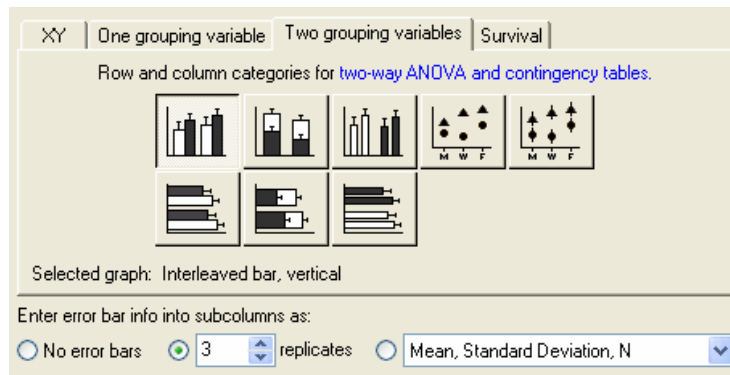 XY One grouping variable Two grouping variables Survival
Row and column categories for two-way ANOVA and contingency tables.
M W F M W F
Selected graph: Interleaved bar, vertical
Enter error bar info into subcolumns as:
No error bars 3 replicates Mean, Standard Deviation, N